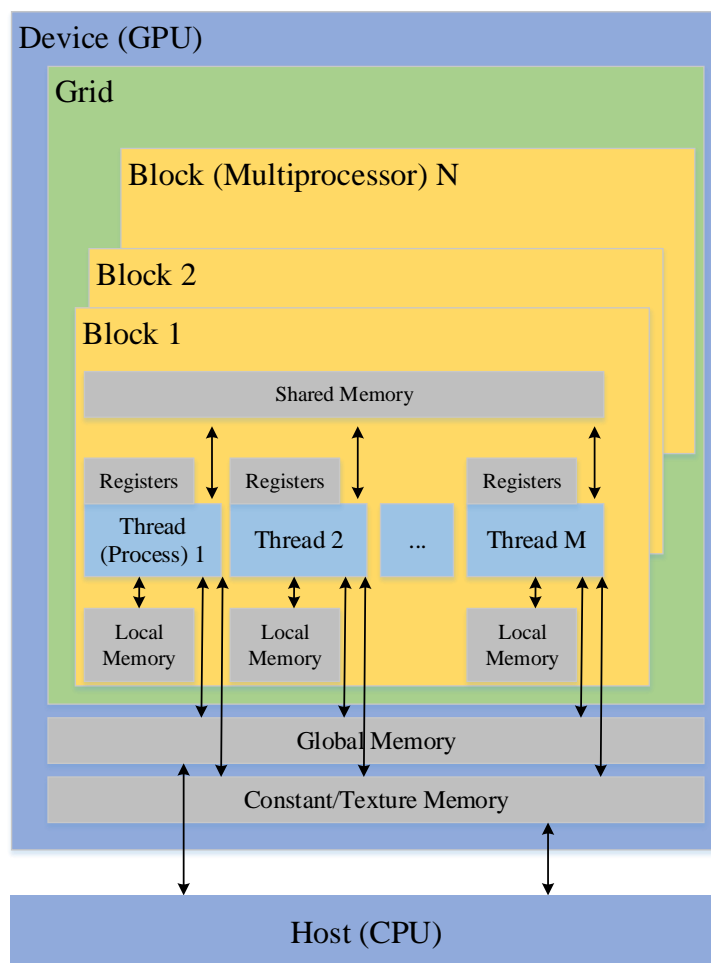 Device (GPU)
Grid
Block (Multiprocessor) N
Block 2
Block 1
Shared Memory
Registers
Registers
Registers
Thread
(Process) 1
Thread 2
...
Thread M
Local
Memory
Local
Memory
Local
Memory
Global Memory
Constant/Texture Memory
Host (CPU)